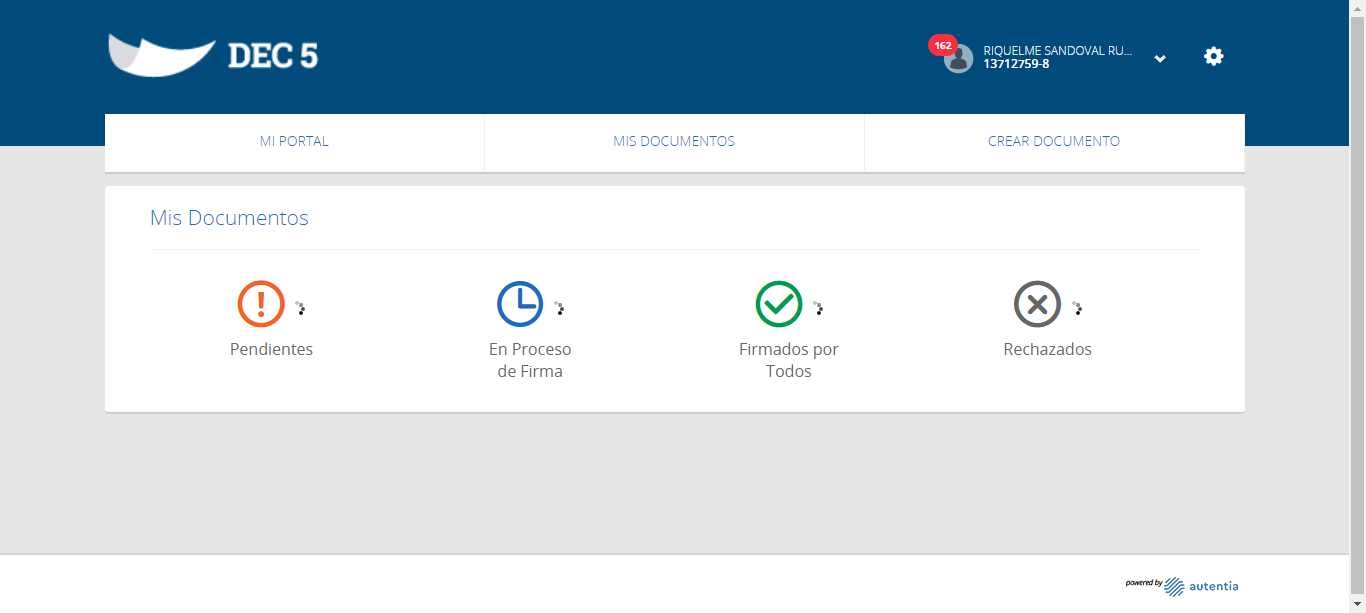 DEC 5
162
RIQUELME SANDOVAL RU...
13712759-8
MI PORTAL
MIS DOCUMENTOS
CREAR DOCUMENTO
Mis Documentos
Pendientes
En Proceso
de Firma
Firmados por
Todos
Rechazados
powered by autentia